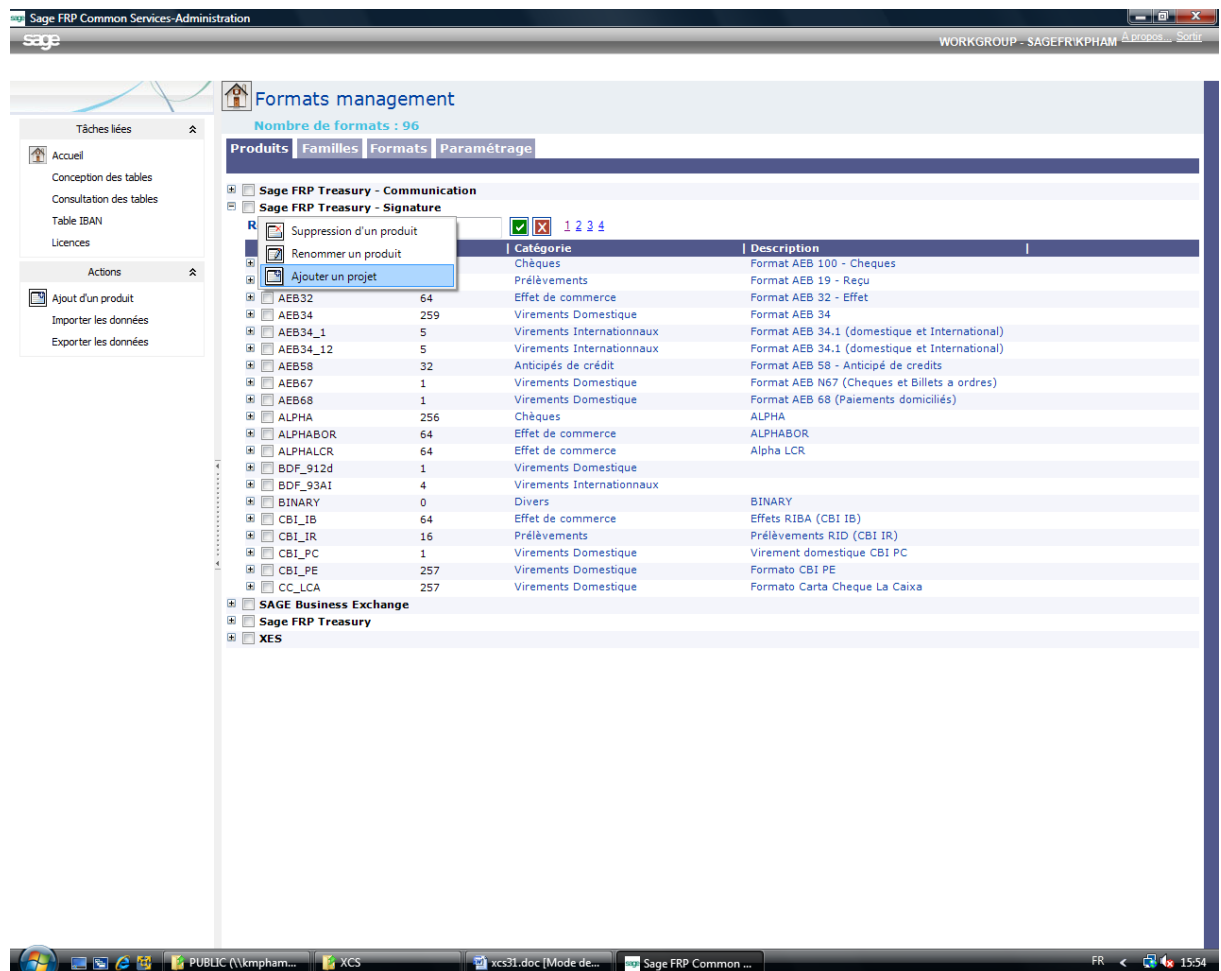 Sage FRP Common Services-Administration
sage
WORKGROUP - SAGEFR\KPHAM A propos... Sortir
Formats management
Nombre de formats : 96
Tâches liées
Accueil
Conception des tables
Consultation des tables
Table IBAN
Licences
Actions
Ajout d'un produit
Importer les données
Exporter les données
Produits Familles Formats Paramétrage
Sage FRP Treasury - Communication
Sage FRP Treasury - Signature
R 1 2 3 4
Suppression d'un produit
Renommer un produit
Ajouter un projet
| Catégorie | Description |
Chèques Format AEB 100 - Cheques
Prélèvements Format AEB 19 - Reçu
AEB32 64 Effet de commerce Format AEB 32 - Effet
AEB34 259 Virements Domestique Format AEB 34
AEB34_1 5 Virements Internationnaux Format AEB 34.1 (domestique et International)
AEB34_12 5 Virements Internationnaux Format AEB 34.1 (domestique et International)
AEB58 32 Anticipés de crédit Format AEB 58 - Anticipé de credits
AEB67 1 Virements Domestique Format AEB N67 (Cheques et Billets a ordres)
AEB68 1 Virements Domestique Format AEB 68 (Paiements domiciliés)
ALPHA 256 Chèques ALPHA
ALPHABOR 64 Effet de commerce ALPHABOR
ALPHALCR 64 Effet de commerce Alpha LCR
BDF_912d 1 Virements Domestique
BDF_93AI 4 Virements Internationnaux
BINARY 0 Divers BINARY
CBI_IB 64 Effet de commerce Effets RIBA (CBI IB)
CBI_IR 16 Prélèvements Prélèvements RID (CBI IR)
CBI_PC 1 Virements Domestique Virement domestique CBI PC
CBI_PE 257 Virements Domestique Formato CBI PE
CC_LCA 257 Virements Domestique Formato Carta Cheque La Caixa
SAGE Business Exchange
Sage FRP Treasury
XES
PUBLIC (\\kmpham... XCS xcs31.doc [Mode de... sage Sage FRP Common ... FR 15:54